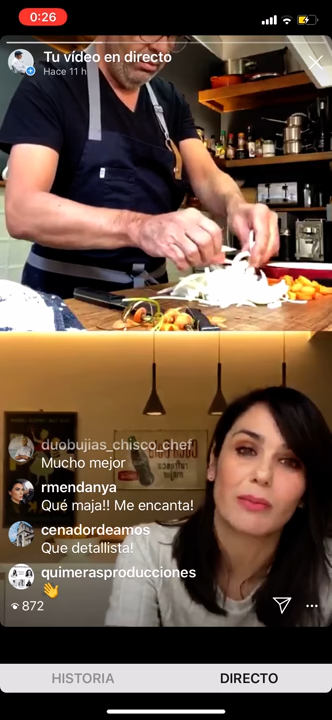 0:26
Tu vídeo en directo
Hace 11 h
duobujias_chisco_chef
Mucho mejor
rmendanya
Qué maja!! Me encanta!
cenadordeamos
Que detallista!
quimerasproducciones
👋
872
HISTORIA
DIRECTO